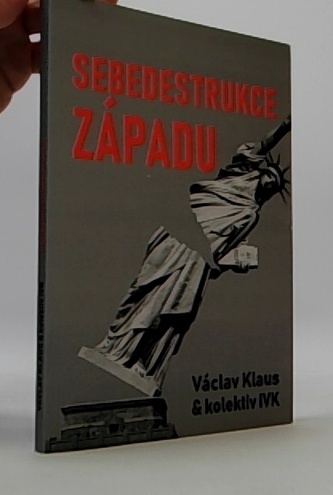 SEBEDESTRUKCE
ZÁPADU
Václav Klaus
& kolektiv IVK